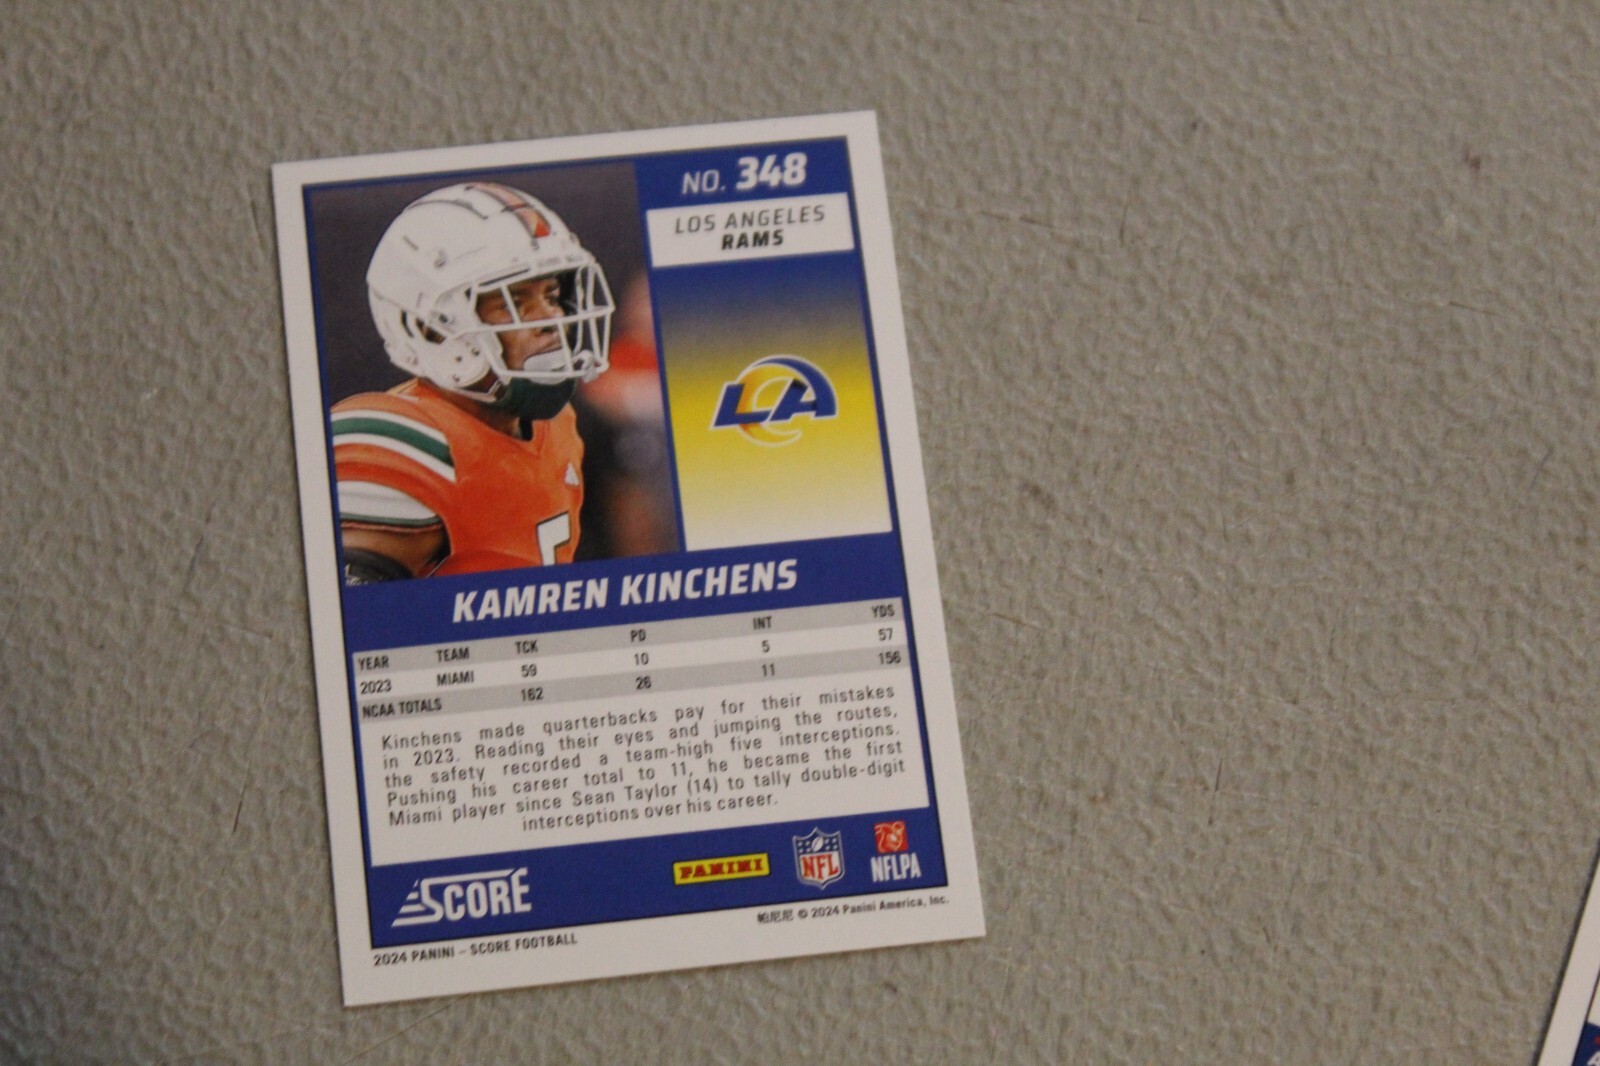 NO. 348
LOS ANGELES
RAMS
LA
5
KAMREN KINCHENS
YEAR TEAM TCK PD INT YDS
2023 MIAMI 59 10 5 57
NCAA TOTALS 162 26 11 156
Kinchens made quarterbacks pay for their mistakes
in 2023. Reading their eyes and jumping the routes,
the safety recorded a team-high five interceptions.
Pushing his career total to 11, he became the first
Miami player since Sean Taylor (14) to tally double-digit
interceptions over his career.
SCORE
PANINI
NFL
NFLPA
2024 PANINI – SCORE FOOTBALL
帕尼尼 © 2024 Panini America, Inc.